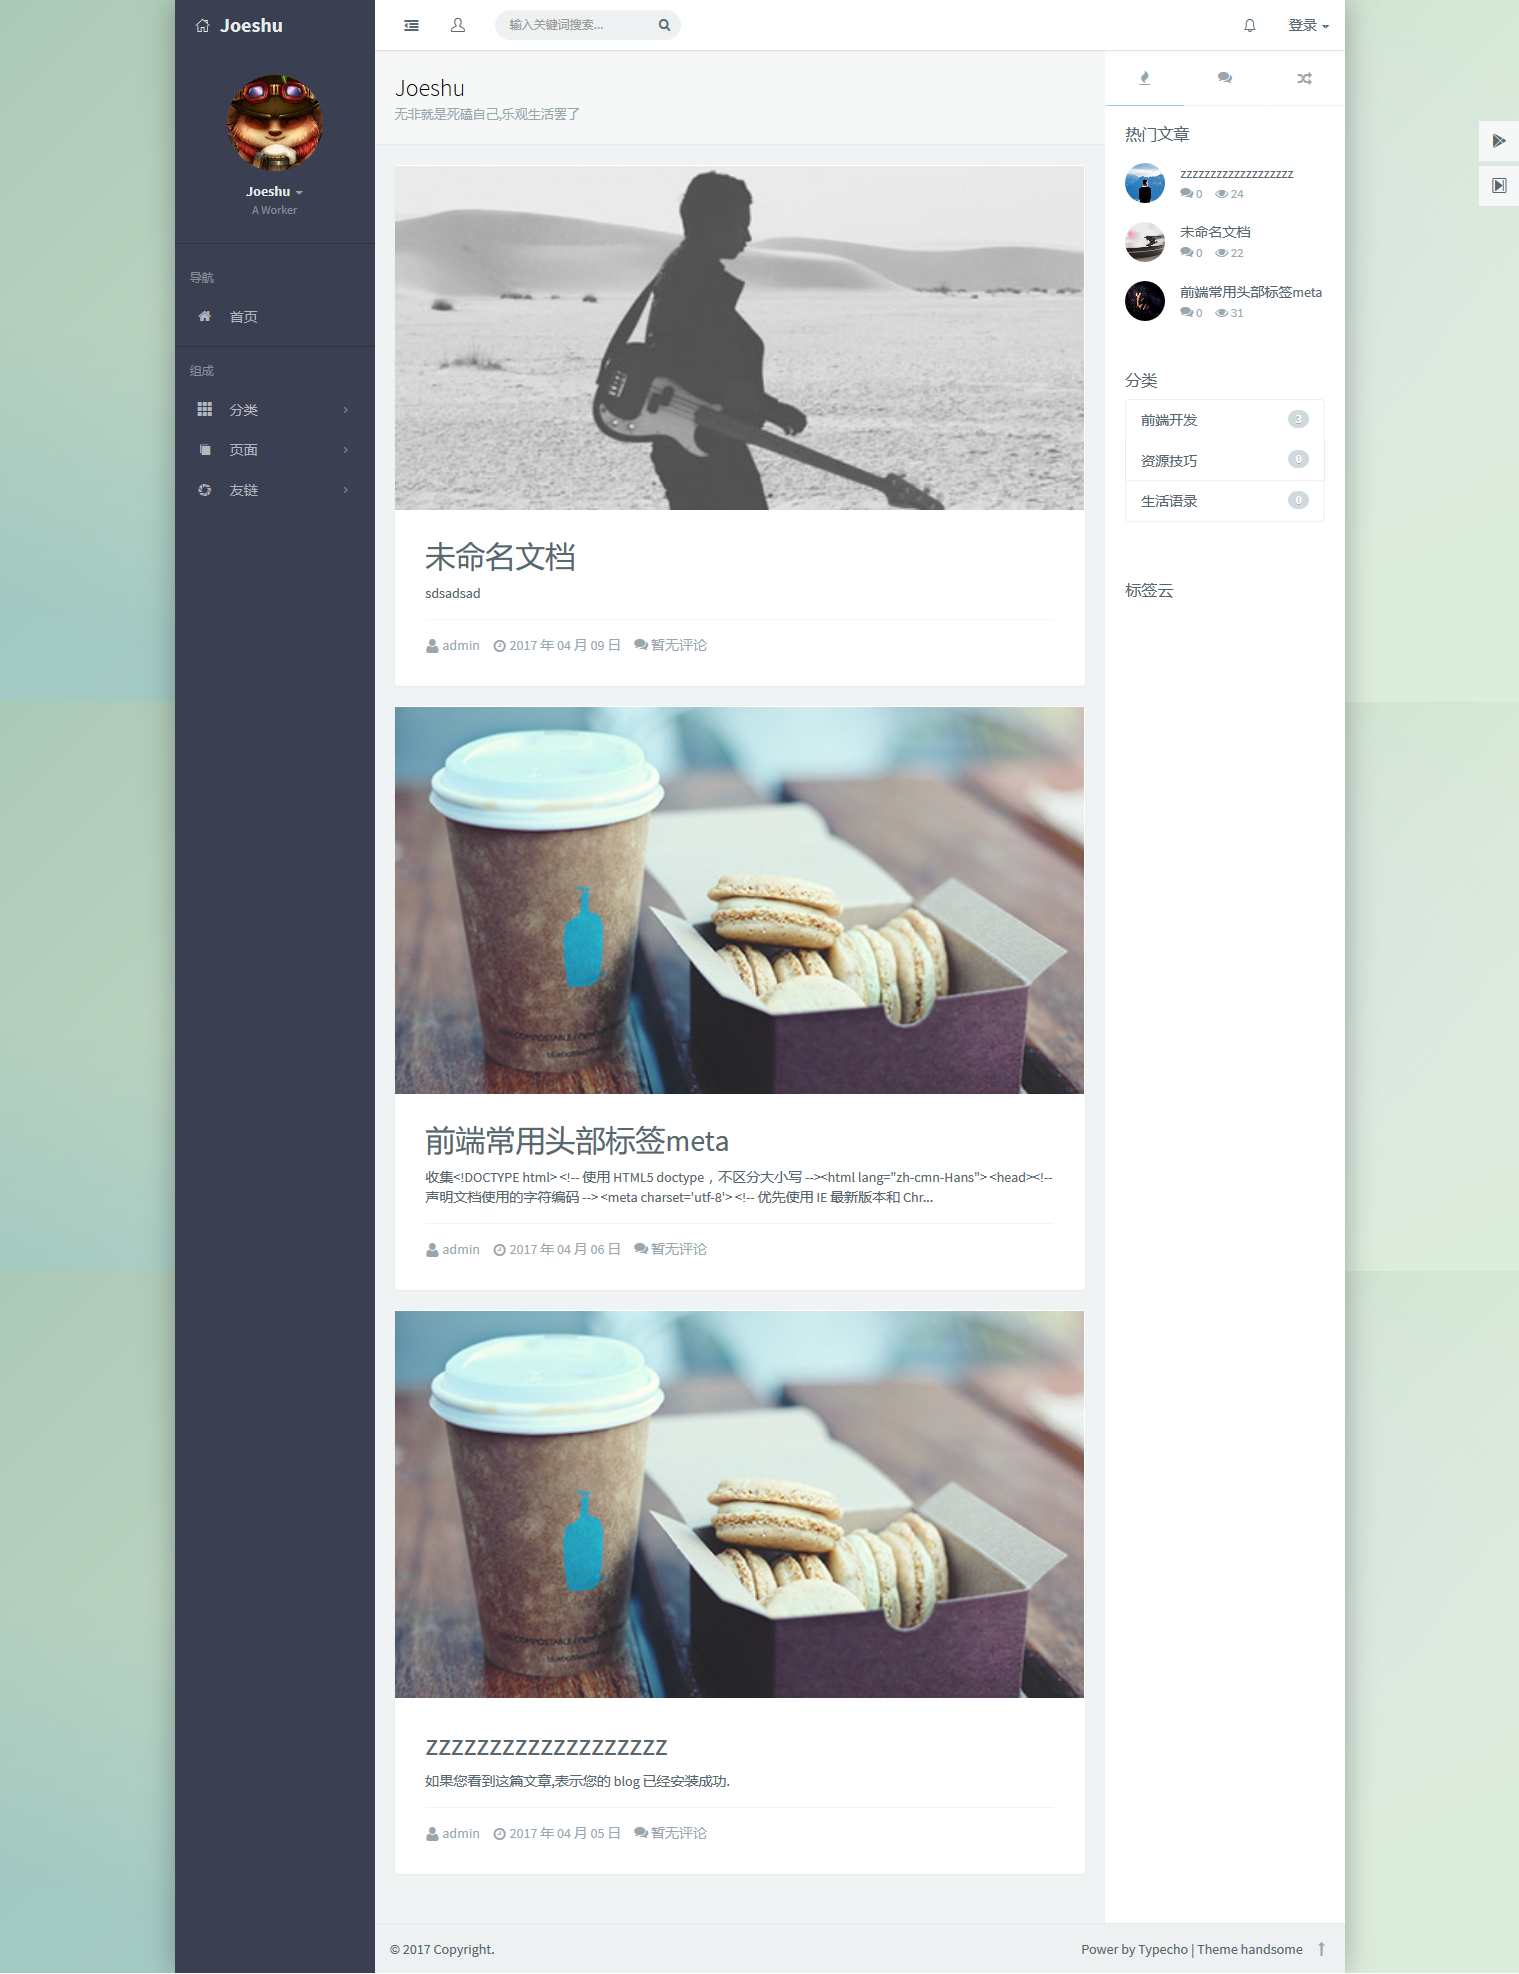 Joeshu
输入关键词搜索...
登录
Joeshu
A Worker
导航
首页
组成
分类
页面
友链
Joeshu
无非就是死磕自己,乐观生活罢了
未命名文档
sdsadsad
admin 2017 年 04 月 09 日 暂无评论
前端常用头部标签meta
收集<!DOCTYPE html> <!-- 使用 HTML5 doctype，不区分大小写 --><html lang="zh-cmn-Hans"> <head><!--
声明文档使用的字符编码 --> <meta charset='utf-8'> <!-- 优先使用 IE 最新版本和 Chr...
admin 2017 年 04 月 06 日 暂无评论
zzzzzzzzzzzzzzzzzzz
如果您看到这篇文章,表示您的 blog 已经安装成功.
admin 2017 年 04 月 05 日 暂无评论
热门文章
zzzzzzzzzzzzzzzzzzz
0 24
未命名文档
0 22
前端常用头部标签meta
0 31
分类
前端开发 3
资源技巧 0
生活语录 0
标签云
© 2017 Copyright.
Power by Typecho | Theme handsome